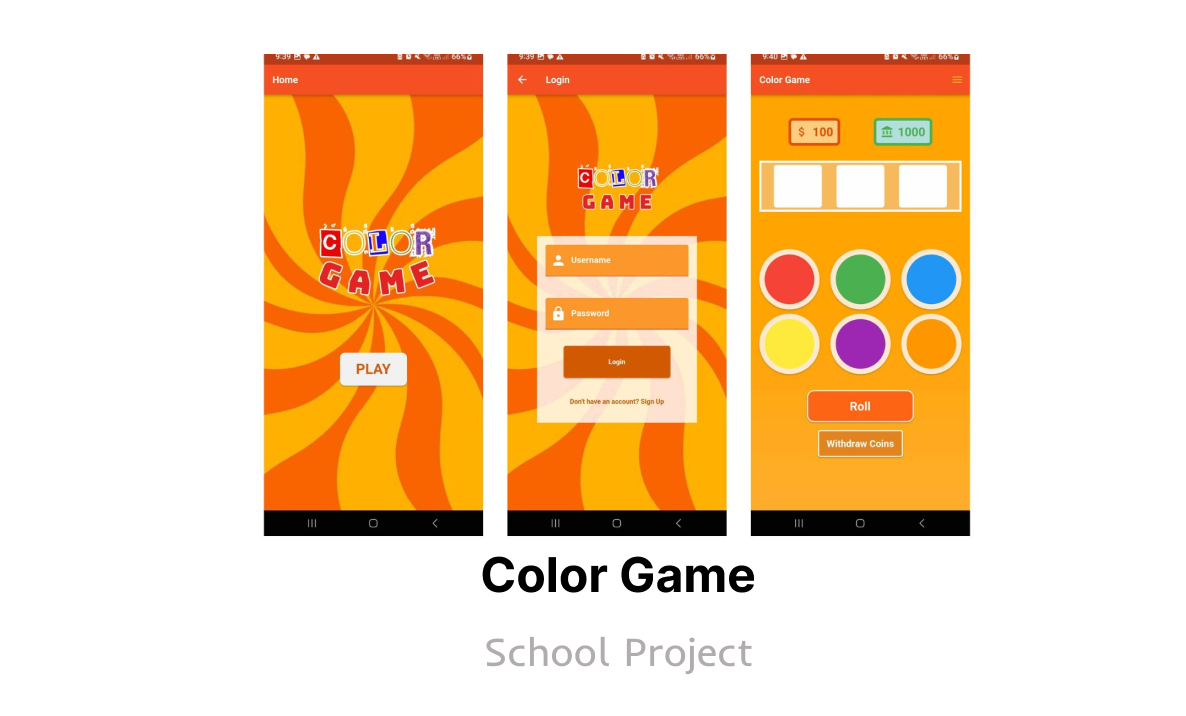 9:39 66%
Home
COLOR
GAME
PLAY
9:39 66%
Login
COLOR
GAME
Username
Password
Login
Don't have an account? Sign Up
9:40 66%
Color Game
$ 100 1000
Roll
Withdraw Coins
Color Game
School Project